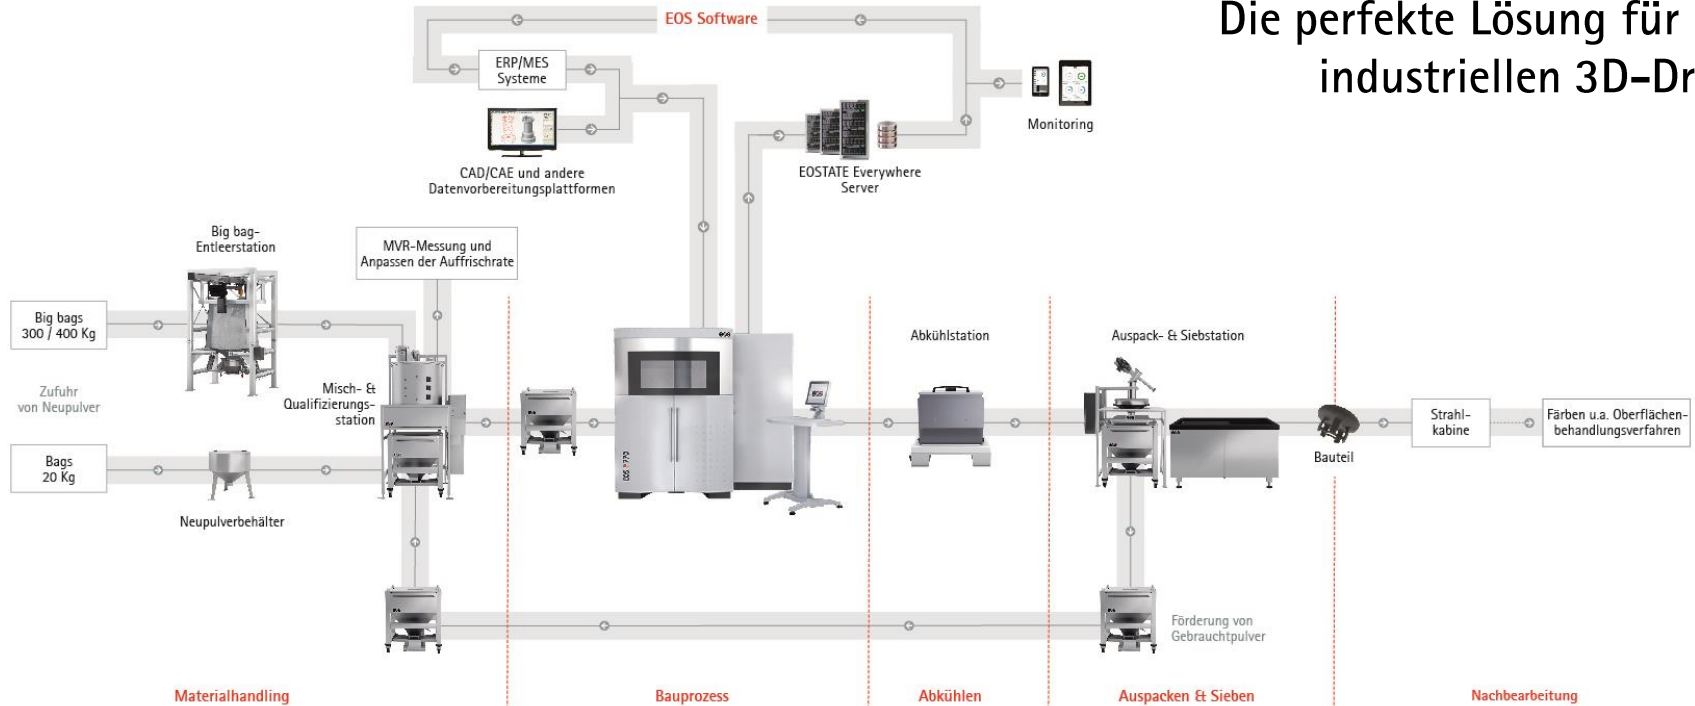 Die perfekte Lösung für
industriellen 3D-Dr
EOS Software
ERP/MES
Systeme
CAD/CAE und andere
Datenvorbereitungsplattformen
EOSTATE Everywhere
Server
Monitoring
Big bag-
Entleerstation
MVR-Messung und
Anpassen der Auffrischrate
Big bags
300 / 400 Kg
Zufuhr
von Neupulver
Bags
20 Kg
Neupulverbehälter
Misch- &
Qualifizierungs-
station
Abkühlstation
Auspack- & Siebstation
Bauteil
Strahl-
kabine
Färben u.a. Oberflächen-
behandlungsverfahren
Förderung von
Gebrauchtpulver
Materialhandling
Bauprozess
Abkühlen
Auspacken & Sieben
Nachbearbeitung